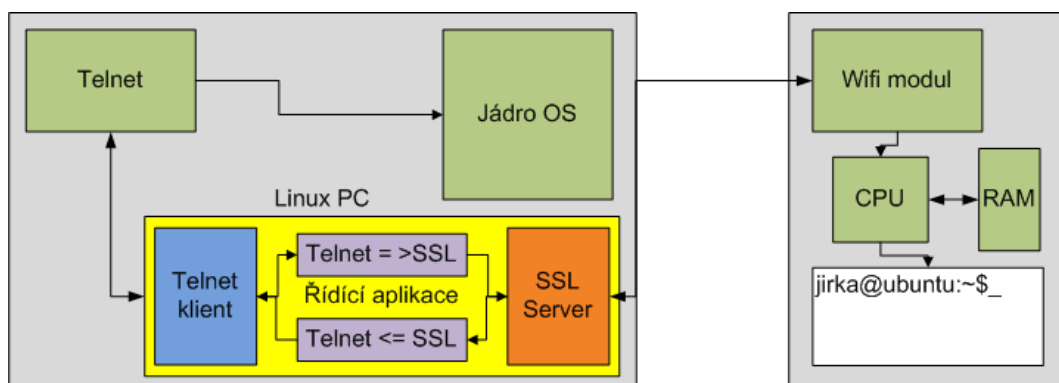 Telnet
Jádro OS
Linux PC
Telnet
klient
Telnet = >SSL
Řídící aplikace
Telnet <= SSL
SSL
Server
Wifi modul
CPU
RAM
jirka@ubuntu:~$_